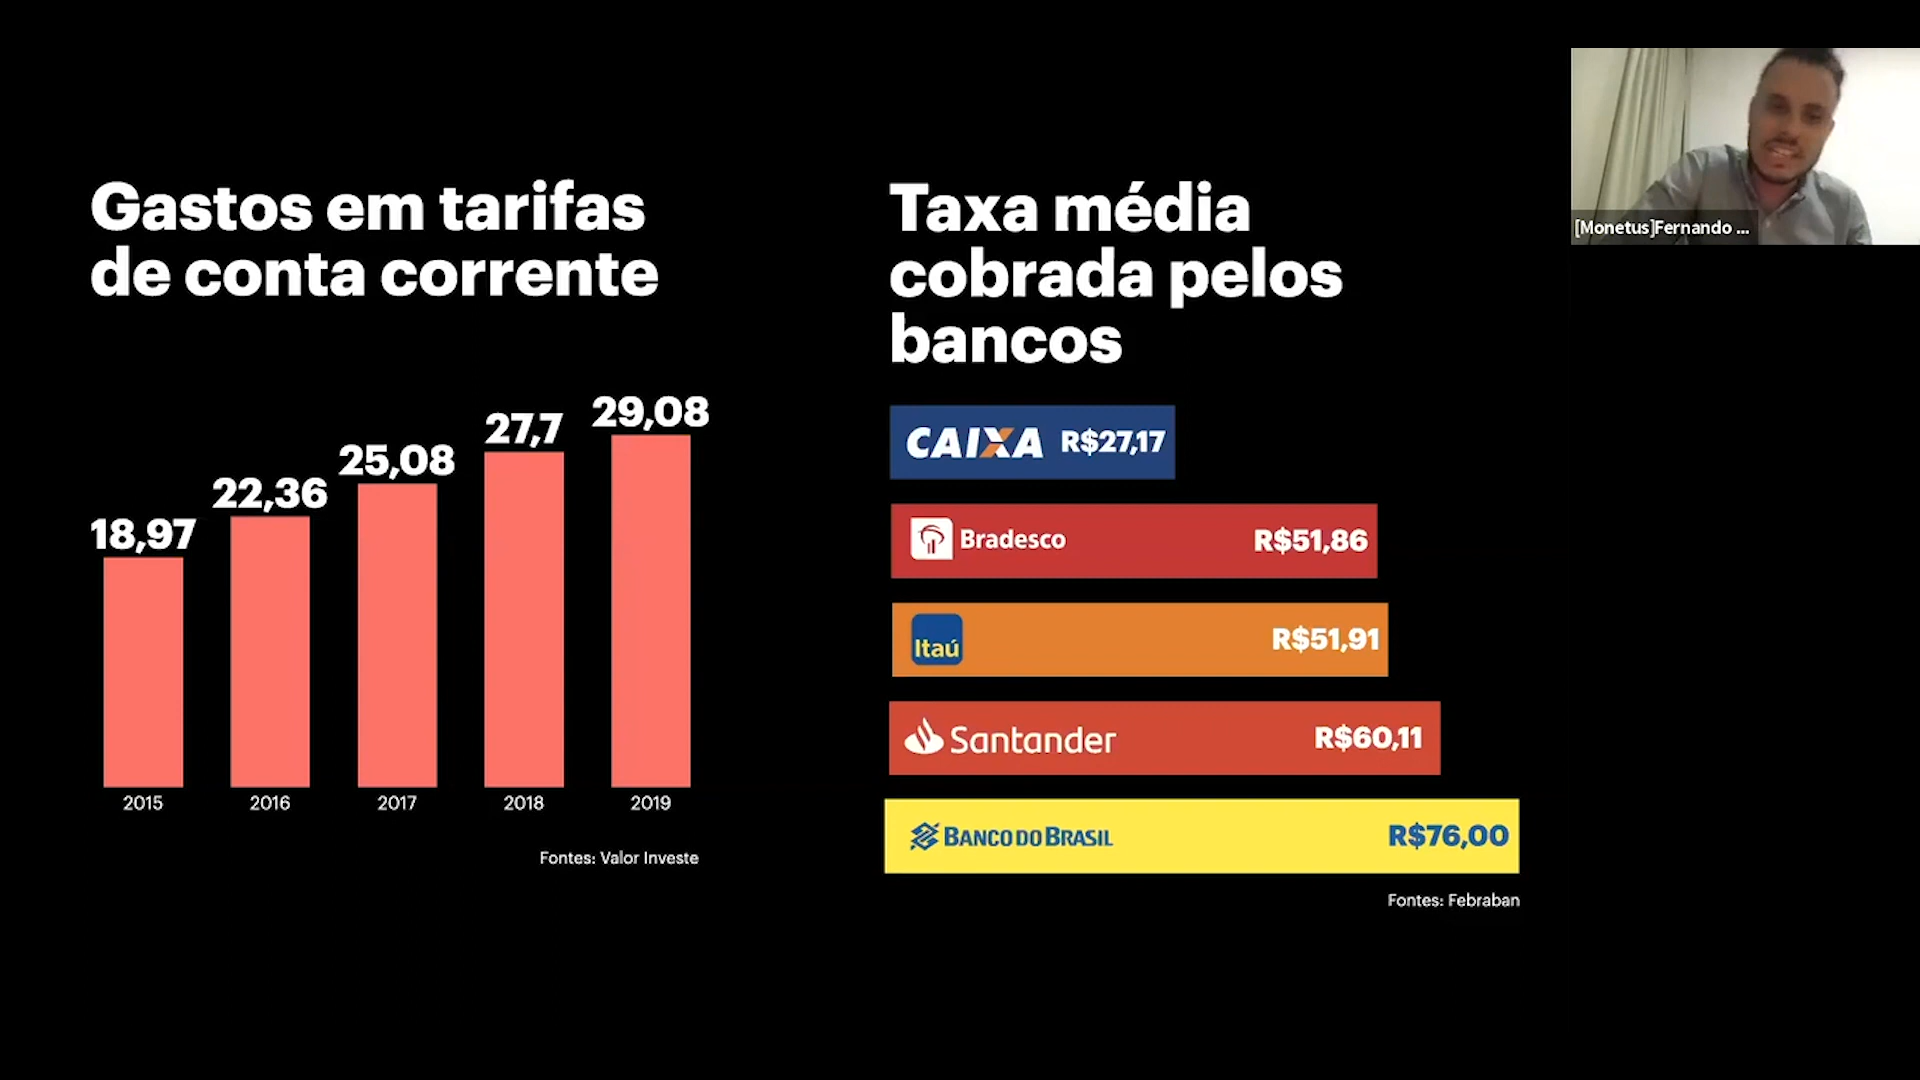 Gastos em tarifas
de conta corrente
18,97
22,36
25,08
27,7
29,08
2015
2016
2017
2018
2019
Fontes: Valor Investe
Taxa média
cobrada pelos
bancos
CAIXA R$27,17
Bradesco R$51,86
Itaú R$51,91
Santander R$60,11
BANCO DO BRASIL R$76,00
Fontes: Febraban
[Monetus]Fernando ...